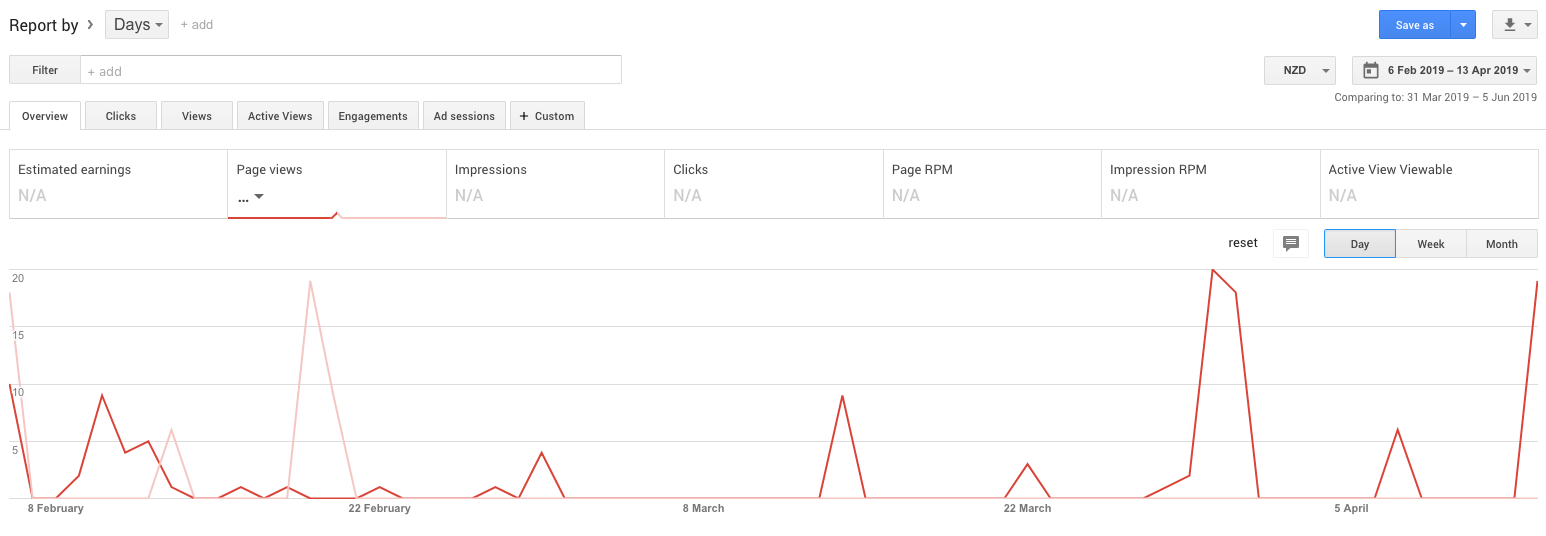 Report by > Days + add Save as
Filter + add NZD 6 Feb 2019 – 13 Apr 2019
Comparing to: 31 Mar 2019 – 5 Jun 2019
Overview Clicks Views Active Views Engagements Ad sessions + Custom
Estimated earnings Page views Impressions Clicks Page RPM Impression RPM Active View Viewable
N/A ... N/A N/A N/A N/A N/A
reset Day Week Month
20
15
10
5
8 February 22 February 8 March 22 March 5 April